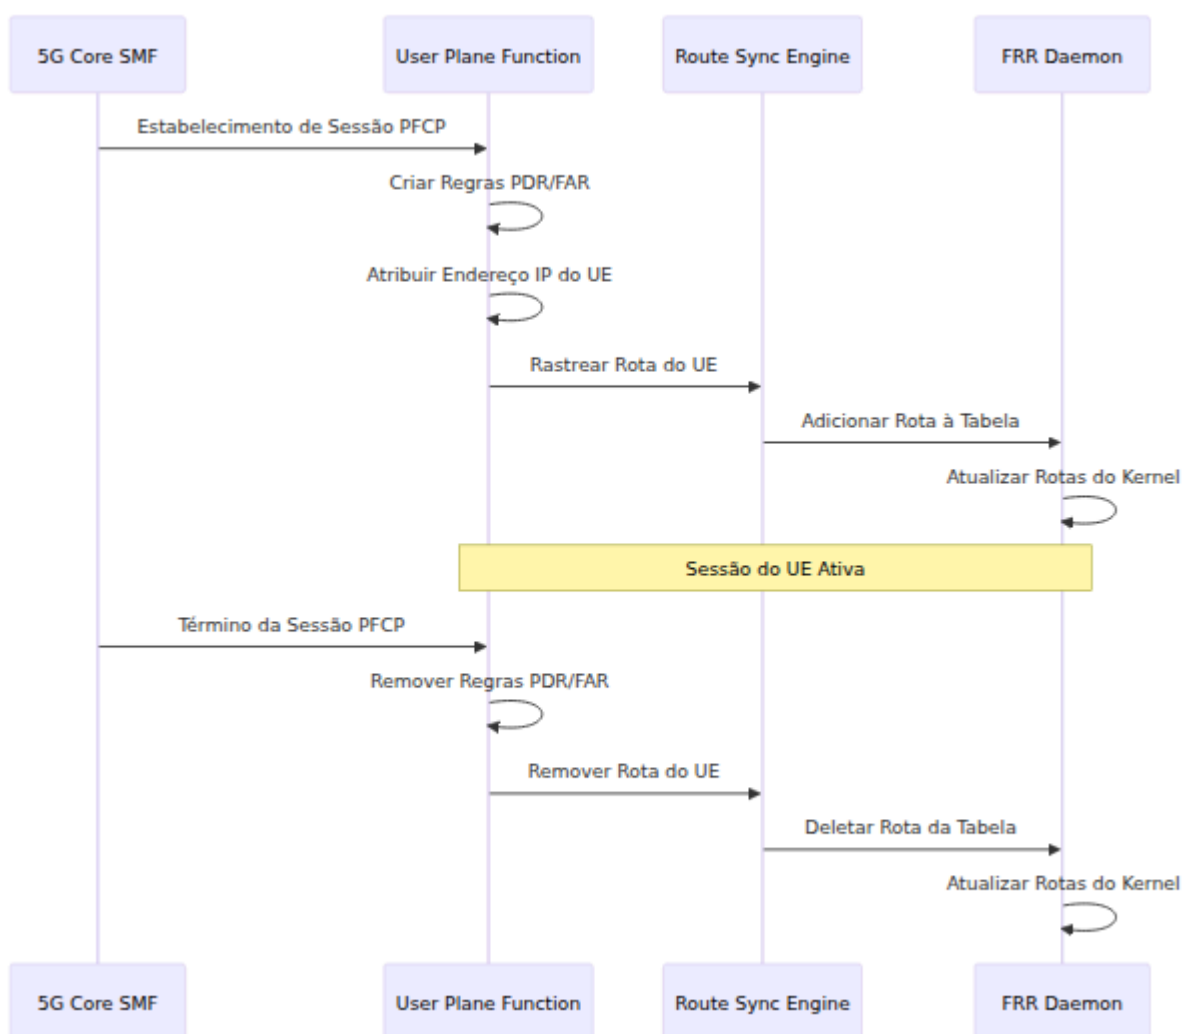 5G Core SMF
User Plane Function
Route Sync Engine
FRR Daemon
Estabelecimento de Sessão PFCP
Criar Regras PDR/FAR
Atribuir Endereço IP do UE
Rastrear Rota do UE
Adicionar Rota à Tabela
Atualizar Rotas do Kernel
Sessão do UE Ativa
Término da Sessão PFCP
Remover Regras PDR/FAR
Remover Rota do UE
Deletar Rota da Tabela
Atualizar Rotas do Kernel
5G Core SMF
User Plane Function
Route Sync Engine
FRR Daemon